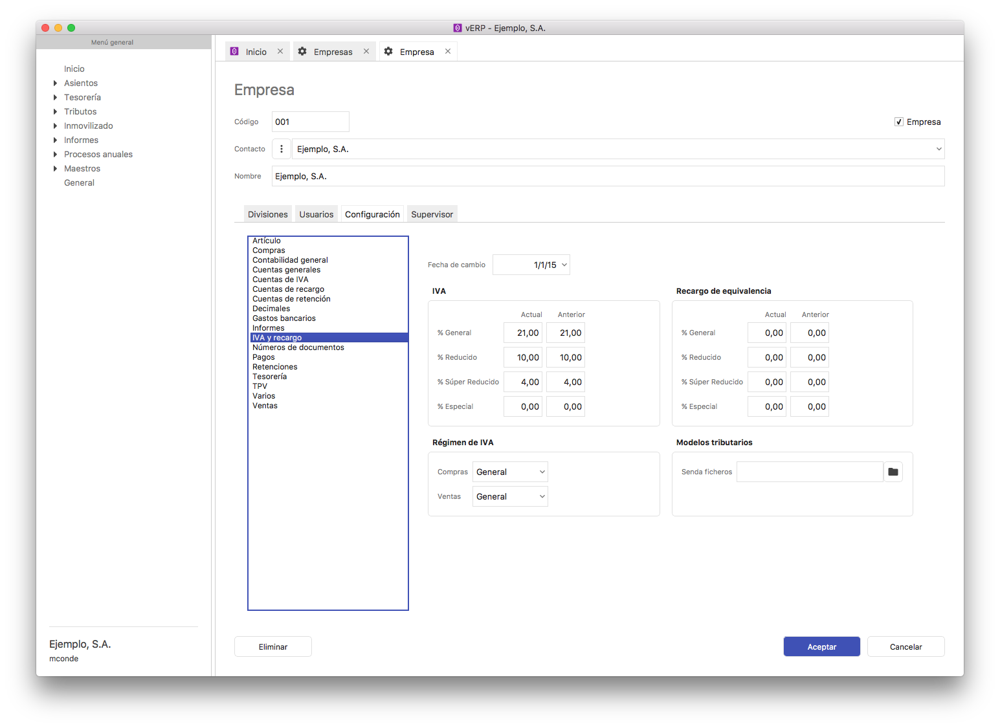 vERP - Ejemplo, S.A.
Menú general
Inicio
Asientos
Tesorería
Tributos
Inmovilizado
Informes
Procesos anuales
Maestros
General
Ejemplo, S.A.
mconde
Inicio
Empresas
Empresa
Empresa
Código 001
Empresa
Contacto Ejemplo, S.A.
Nombre Ejemplo, S.A.
Divisiones Usuarios Configuración Supervisor
Artículo
Compras
Contabilidad general
Cuentas generales
Cuentas de IVA
Cuentas de recargo
Cuentas de retención
Decimales
Gastos bancarios
Informes
IVA y recargo
Números de documentos
Pagos
Retenciones
Tesorería
TPV
Varios
Ventas
Fecha de cambio 1/1/15
IVA
Actual Anterior
% General 21,00 21,00
% Reducido 10,00 10,00
% Súper Reducido 4,00 4,00
% Especial 0,00 0,00
Recargo de equivalencia
Actual Anterior
% General 0,00 0,00
% Reducido 0,00 0,00
% Súper Reducido 0,00 0,00
% Especial 0,00 0,00
Régimen de IVA
Compras General
Ventas General
Modelos tributarios
Senda ficheros
Eliminar
Aceptar
Cancelar